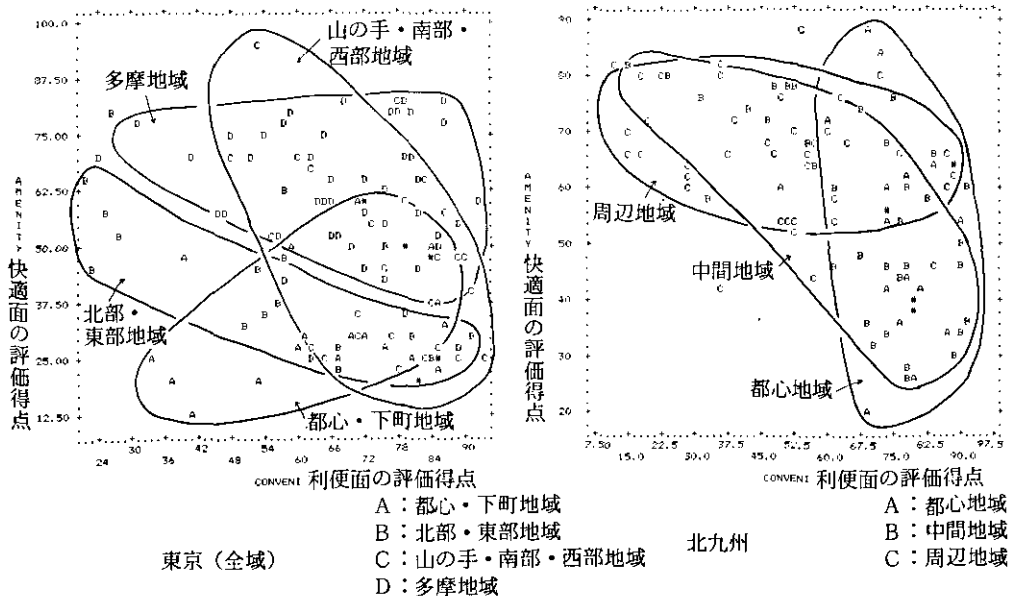 100.0
87.50
75.00
62.50
50.00
37.50
25.00
12.50
AMENITY 快適面の評価得点
山の手・南部・
西部地域
多摩地域
北部・
東部地域
都心・下町地域
30 42 54 66 78 90
24 36 48 60 72 84
CONVENI 利便面の評価得点
A：都心・下町地域
B：北部・東部地域
C：山の手・南部・西部地域
D：多摩地域
東京（全域）
90
80
70
60
50
40
30
20
AMENITY 快適面の評価得点
周辺地域
中間地域
都心地域
7.50 22.5 37.5 52.5 67.5 82.5 97.5
15.0 30.0 45.0 60.0 75.0 90.0
CONVENI 利便面の評価得点
A：都心地域
B：中間地域
C：周辺地域
北九州